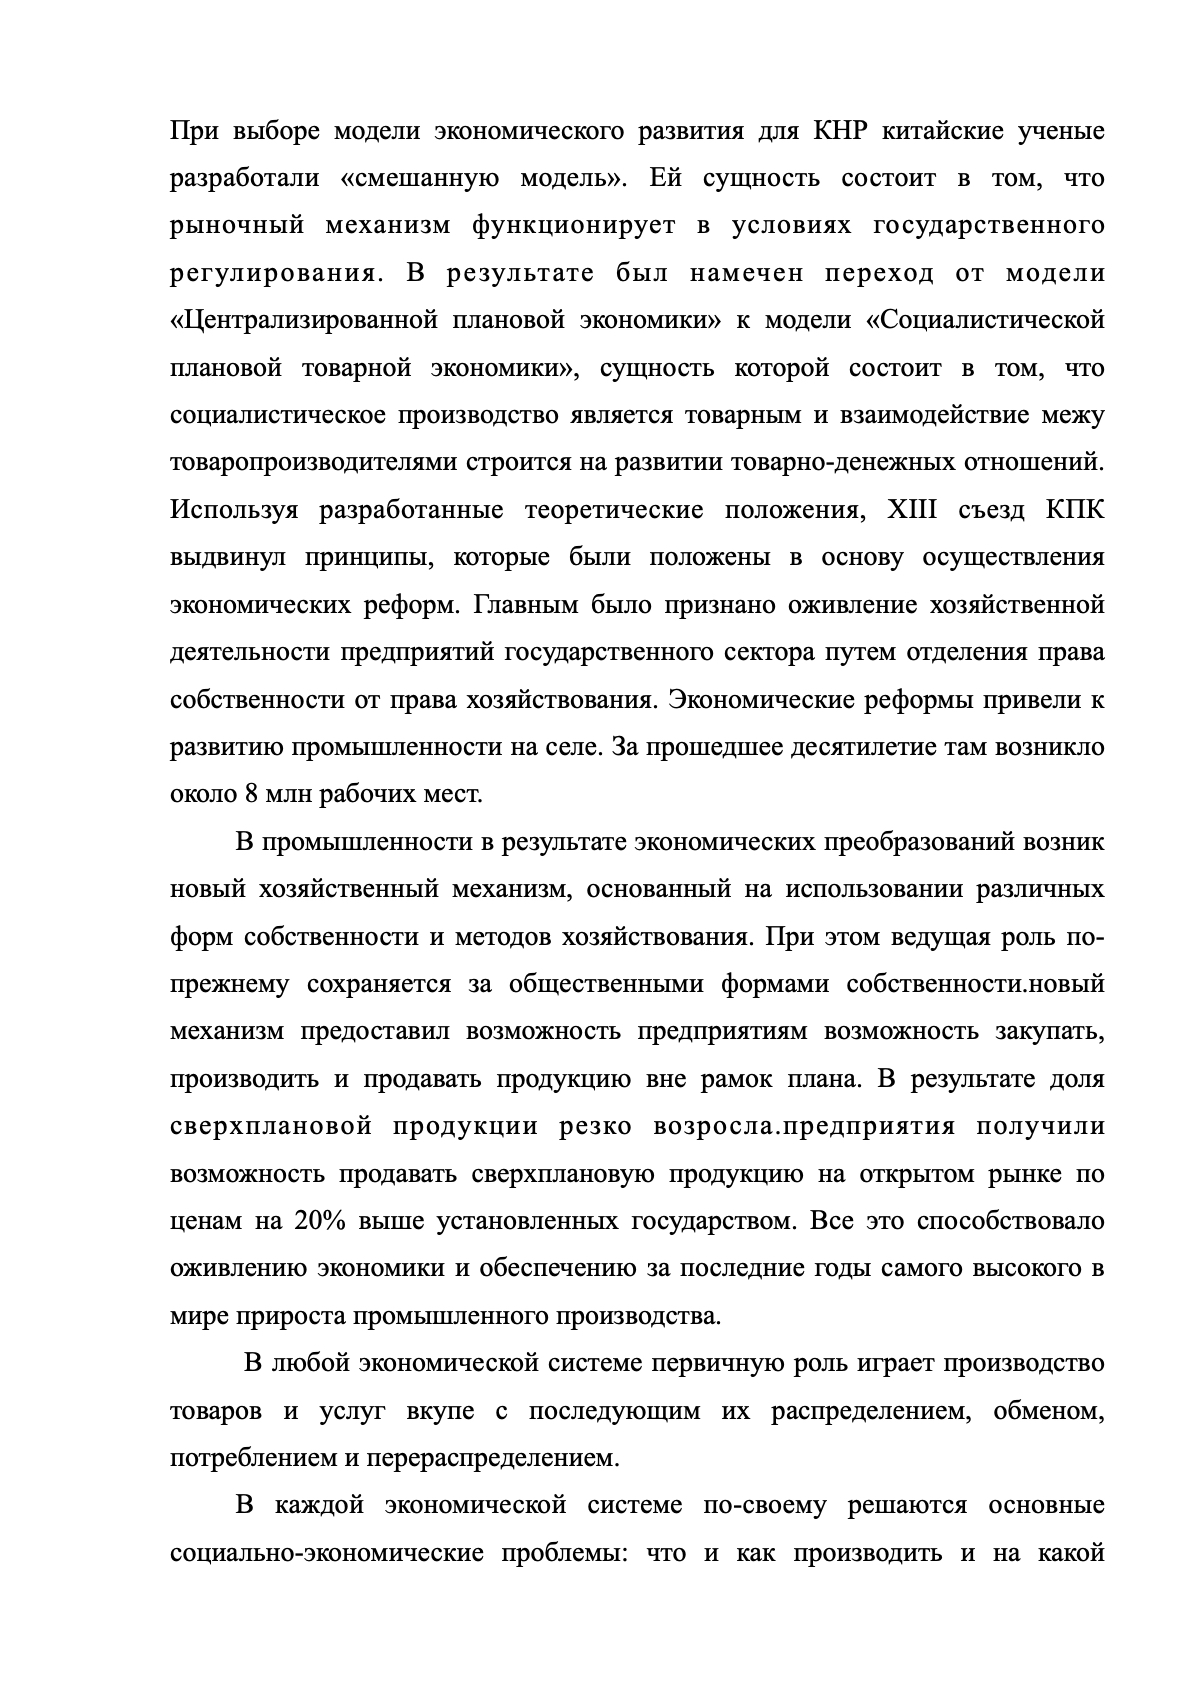 При выборе модели экономического развития для КНР китайские ученые
разработали «смешанную модель». Ей сущность состоит в том, что
рыночный механизм функционирует в условиях государственного
регулирования. В результате был намечен переход от модели
«Централизированной плановой экономики» к модели «Социалистической
плановой товарной экономики», сущность которой состоит в том, что
социалистическое производство является товарным и взаимодействие межу
товаропроизводителями строится на развитии товарно-денежных отношений.
Используя разработанные теоретические положения, XIII съезд КПК
выдвинул принципы, которые были положены в основу осуществления
экономических реформ. Главным было признано оживление хозяйственной
деятельности предприятий государственного сектора путем отделения права
собственности от права хозяйствования. Экономические реформы привели к
развитию промышленности на селе. За прошедшее десятилетие там возникло
около 8 млн рабочих мест.
В промышленности в результате экономических преобразований возник
новый хозяйственный механизм, основанный на использовании различных
форм собственности и методов хозяйствования. При этом ведущая роль по-
прежнему сохраняется за общественными формами собственности.новый
механизм предоставил возможность предприятиям возможность закупать,
производить и продавать продукцию вне рамок плана. В результате доля
сверхплановой продукции резко возросла.предприятия получили
возможность продавать сверхплановую продукцию на открытом рынке по
ценам на 20% выше установленных государством. Все это способствовало
оживлению экономики и обеспечению за последние годы самого высокого в
мире прироста промышленного производства.
В любой экономической системе первичную роль играет производство
товаров и услуг вкупе с последующим их распределением, обменом,
потреблением и перераспределением.
В каждой экономической системе по-своему решаются основные
социально-экономические проблемы: что и как производить и на какой